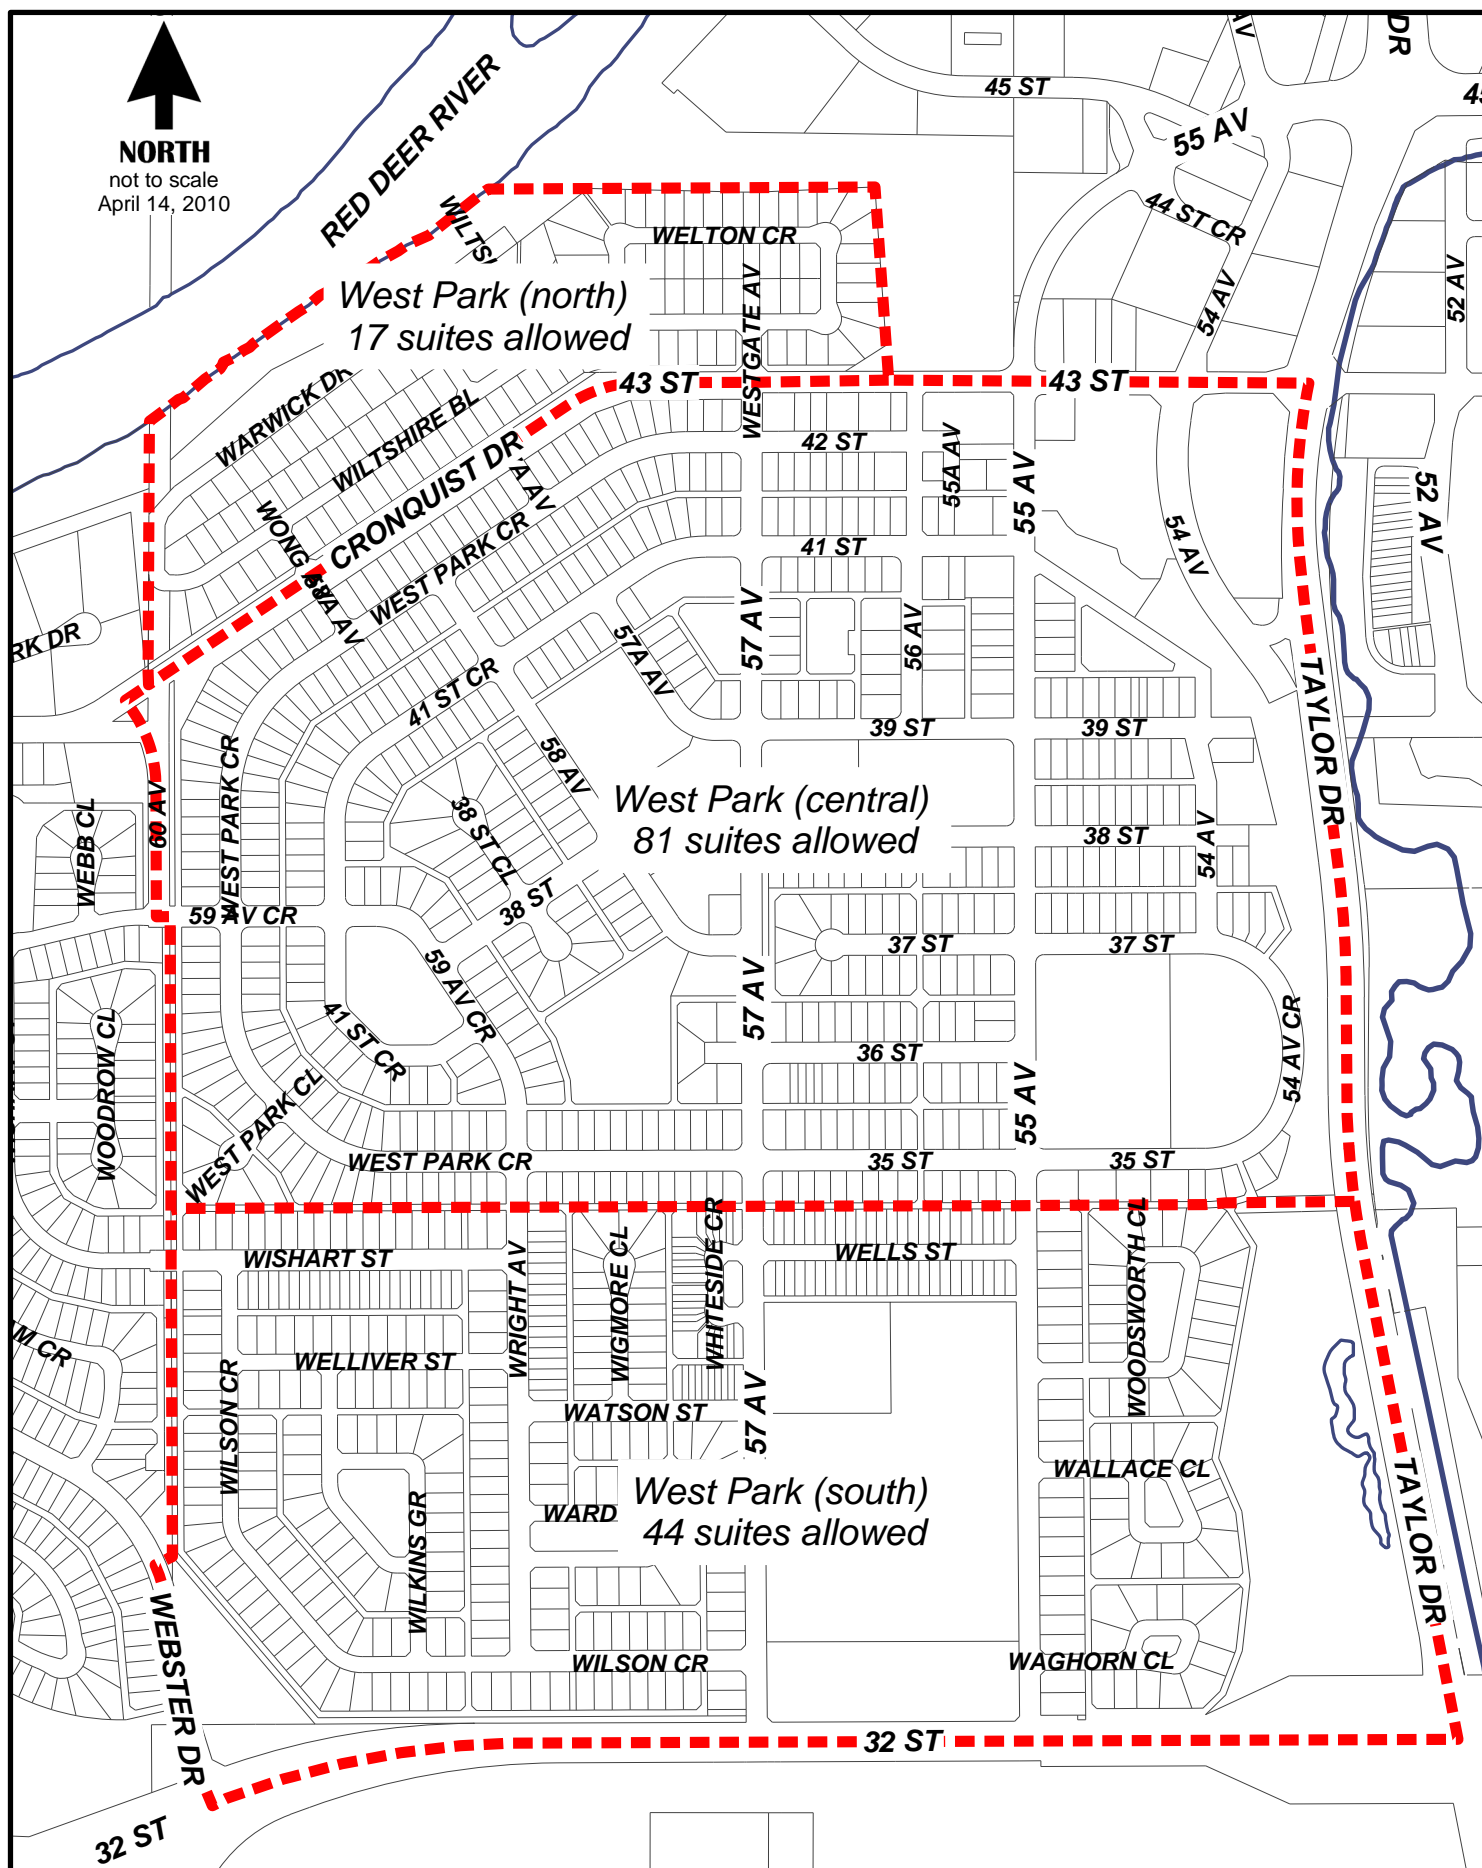 DR
AV
45 ST
45
55 AV
NORTH
not to scale
April 14, 2010
RED DEER RIVER
44 ST CR
WELTON CR
54 AV
52 AV
West Park (north)
17 suites allowed
WESTGATE AV
43 ST
43 ST
WARWICK DR
WILTSHIRE BL
42 ST
55A AV
55 AV
52 AV
CRONQUIST DR
A AV
WONG
58A AV
WEST PARK CR
41 ST
54 AV
57 AV
56 AV
57A AV
RK DR
41 ST CR
39 ST
39 ST
TAYLOR DR
58 AV
West Park (central)
81 suites allowed
60 AV
WEBB CL
WEST PARK CR
38 ST CL
38 ST
54 AV
38 ST
59 AV CR
37 ST
37 ST
59 AV CR
57 AV
WOODROW CL
41 ST CR
36 ST
54 AV CR
55 AV
WEST PARK CL
WEST PARK CR
35 ST
35 ST
WISHART ST
WRIGHT AV
WIGMORE CL
WHITESIDE CR
WELLS ST
WOODSWORTH CL
M CR
WELLIVER ST
WILSON CR
WATSON ST
57 AV
WALLACE CL
TAYLOR DR
WILKINS GR
WARD
West Park (south)
44 suites allowed
WEBSTER DR
WILSON CR
WAGHORN CL
32 ST
32 ST